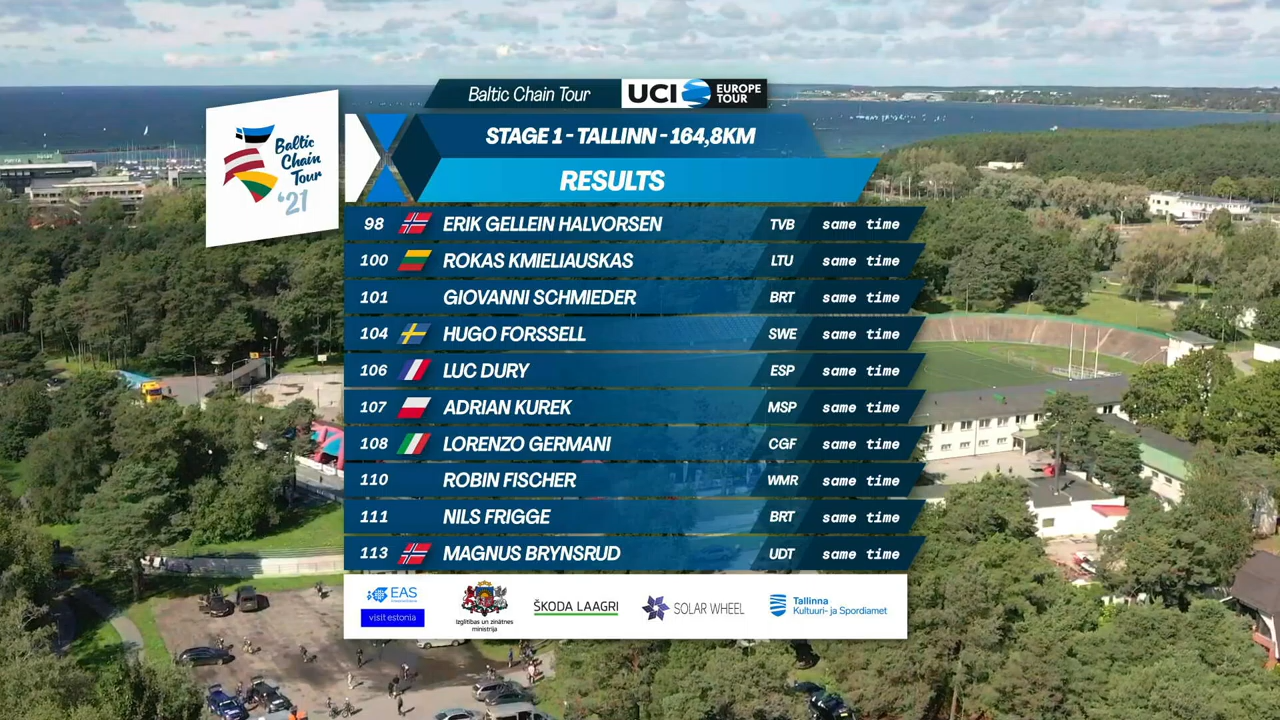 Baltic Chain Tour
UCI EUROPE TOUR
Baltic
Chain
Tour
'21
STAGE 1 - TALLINN - 164,8KM
RESULTS
98 ERIK GELLEIN HALVORSEN TVB same time
100 ROKAS KMIELIAUSKAS LTU same time
101 GIOVANNI SCHMIEDER BRT same time
104 HUGO FORSSELL SWE same time
106 LUC DURY ESP same time
107 ADRIAN KUREK MSP same time
108 LORENZO GERMANI CGF same time
110 ROBIN FISCHER WMR same time
111 NILS FRIGGE BRT same time
113 MAGNUS BRYNSRUD UDT same time
EAS
visit estonia
Izglītības un zinātnes
ministrija
ŠKODA LAAGRI
SOLAR WHEEL
Tallinna
Kultuuri- ja Spordiamet